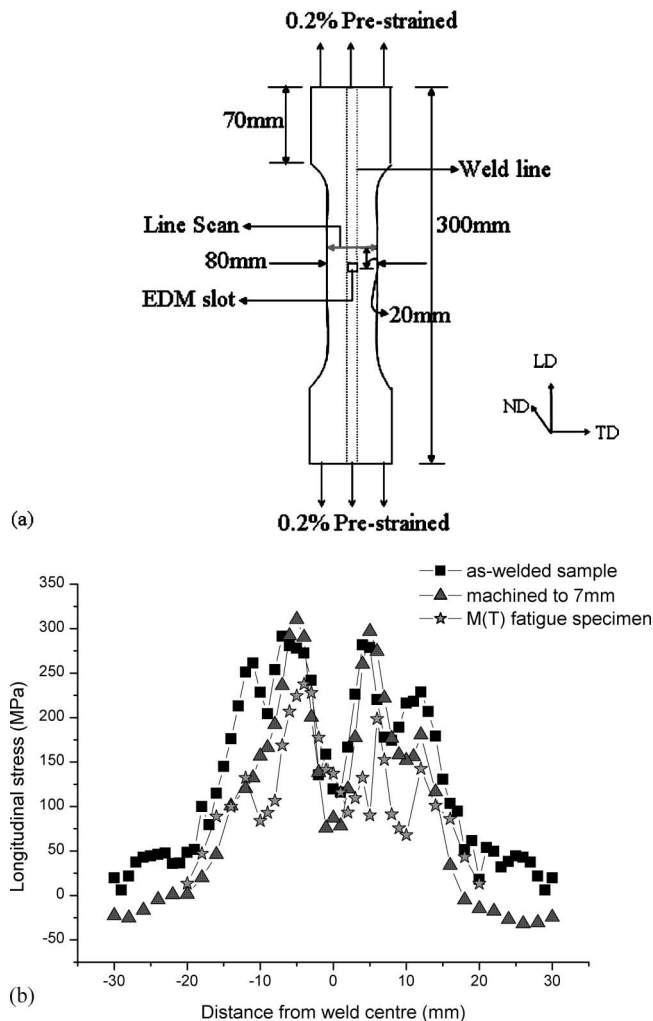 0.2% Pre-strained
70mm
Weld line
Line Scan
300mm
80mm
EDM slot
20mm
LD
ND
TD
(a)
0.2% Pre-strained
as-welded sample
machined to 7mm
M(T) fatigue specimen
350
300
250
200
150
100
50
0
-50
Longitudinal stress (MPa)
-30 -20 -10 0 10 20 30
(b)
Distance from weld centre (mm)